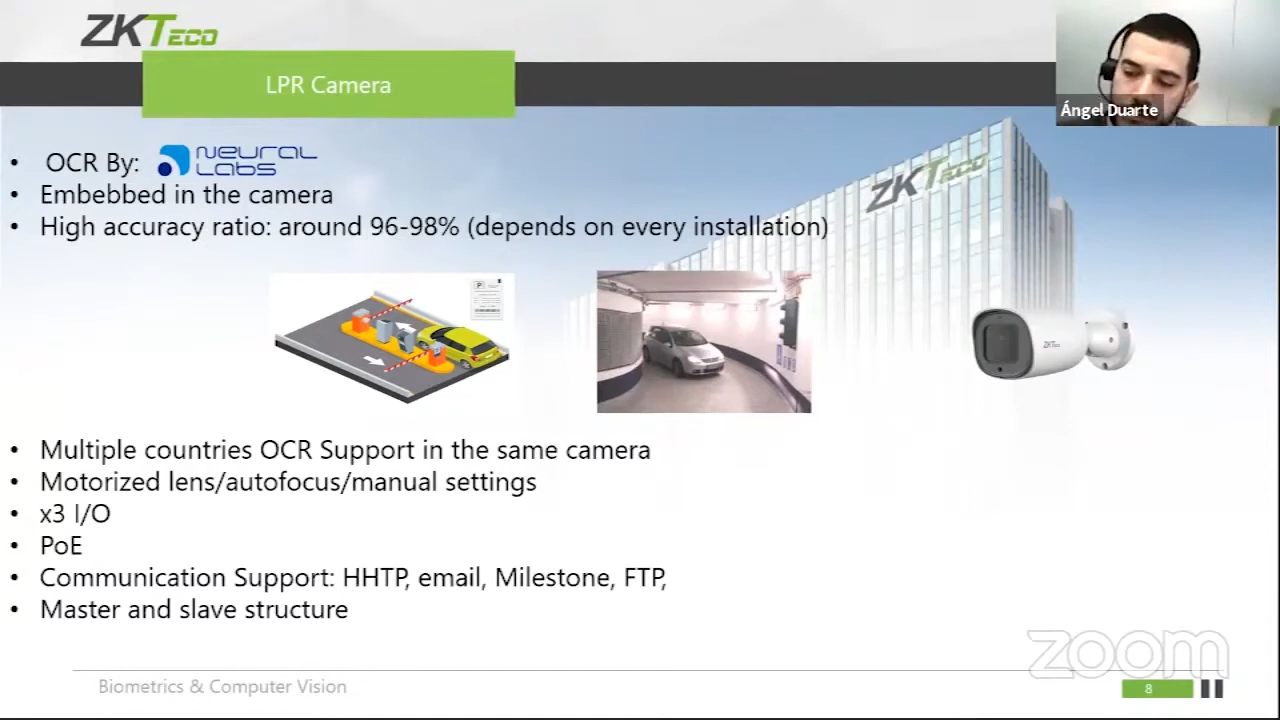 ZKTECO
LPR Camera
Ángel Duarte
• OCR By: NEURAL
LABS
• Embebbed in the camera
• High accuracy ratio: around 96-98% (depends on every installation)
ZKTECO
P
ZKTeco
• Multiple countries OCR Support in the same camera
• Motorized lens/autofocus/manual settings
• x3 I/O
• PoE
• Communication Support: HHTP, email, Milestone, FTP,
• Master and slave structure
zoom
Biometrics & Computer Vision
8